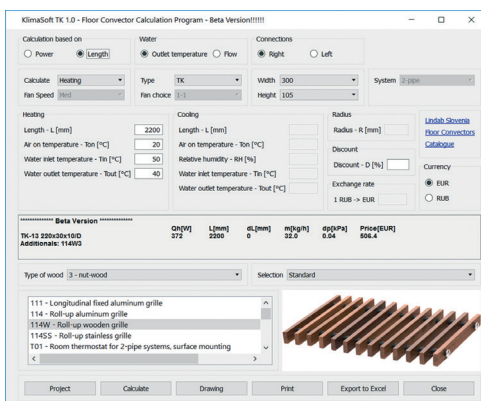 KlimaSoft TK 1.0 - Floor Convector Calculation Program - Beta Version!!!!!!
Calculation based on
Power Length
Water
Outlet temperature Flow
Connections
Right Left
Calculate Heating
Type TK
Width 300
System 2-pipe
Fan Speed Med
Fan choice 1-1
Height 105
Heating
Length - L [mm] 2200
Air on temperature - Ton [°C] 20
Water inlet temperature - Tin [°C] 50
Water outlet temperature - Tout [°C] 40
Cooling
Length - L [mm]
Air on temperature - Ton [°C]
Relative humidity - RH [%]
Water inlet temperature - Tin [°C]
Water outlet temperature - Tout [°C]
Radius
Radius - R [mm]
Discount
Discount - D [%]
Exchange rate
1 RUB -> EUR
Lindab Slovenia
Floor Convectors
Catalogue
Currency
EUR
RUB
************** Beta Version **************
Qh[W] L[mm] dL[mm] m[kg/h] dp[kPa] Price[EUR]
TK-13 220x30x10/D 372 2200 0 32.0 0.04 506.4
Additionals: 114W3
Type of wood 3 - nut-wood
Selection Standard
111 - Longitudinal fixed aluminum grille
114 - Roll-up aluminum grille
114W - Roll-up wooden grille
114SS - Roll-up stainless grille
T01 - Room thermostat for 2-pipe systems, surface mounting
Project Calculate Drawing Print Export to Excel Close